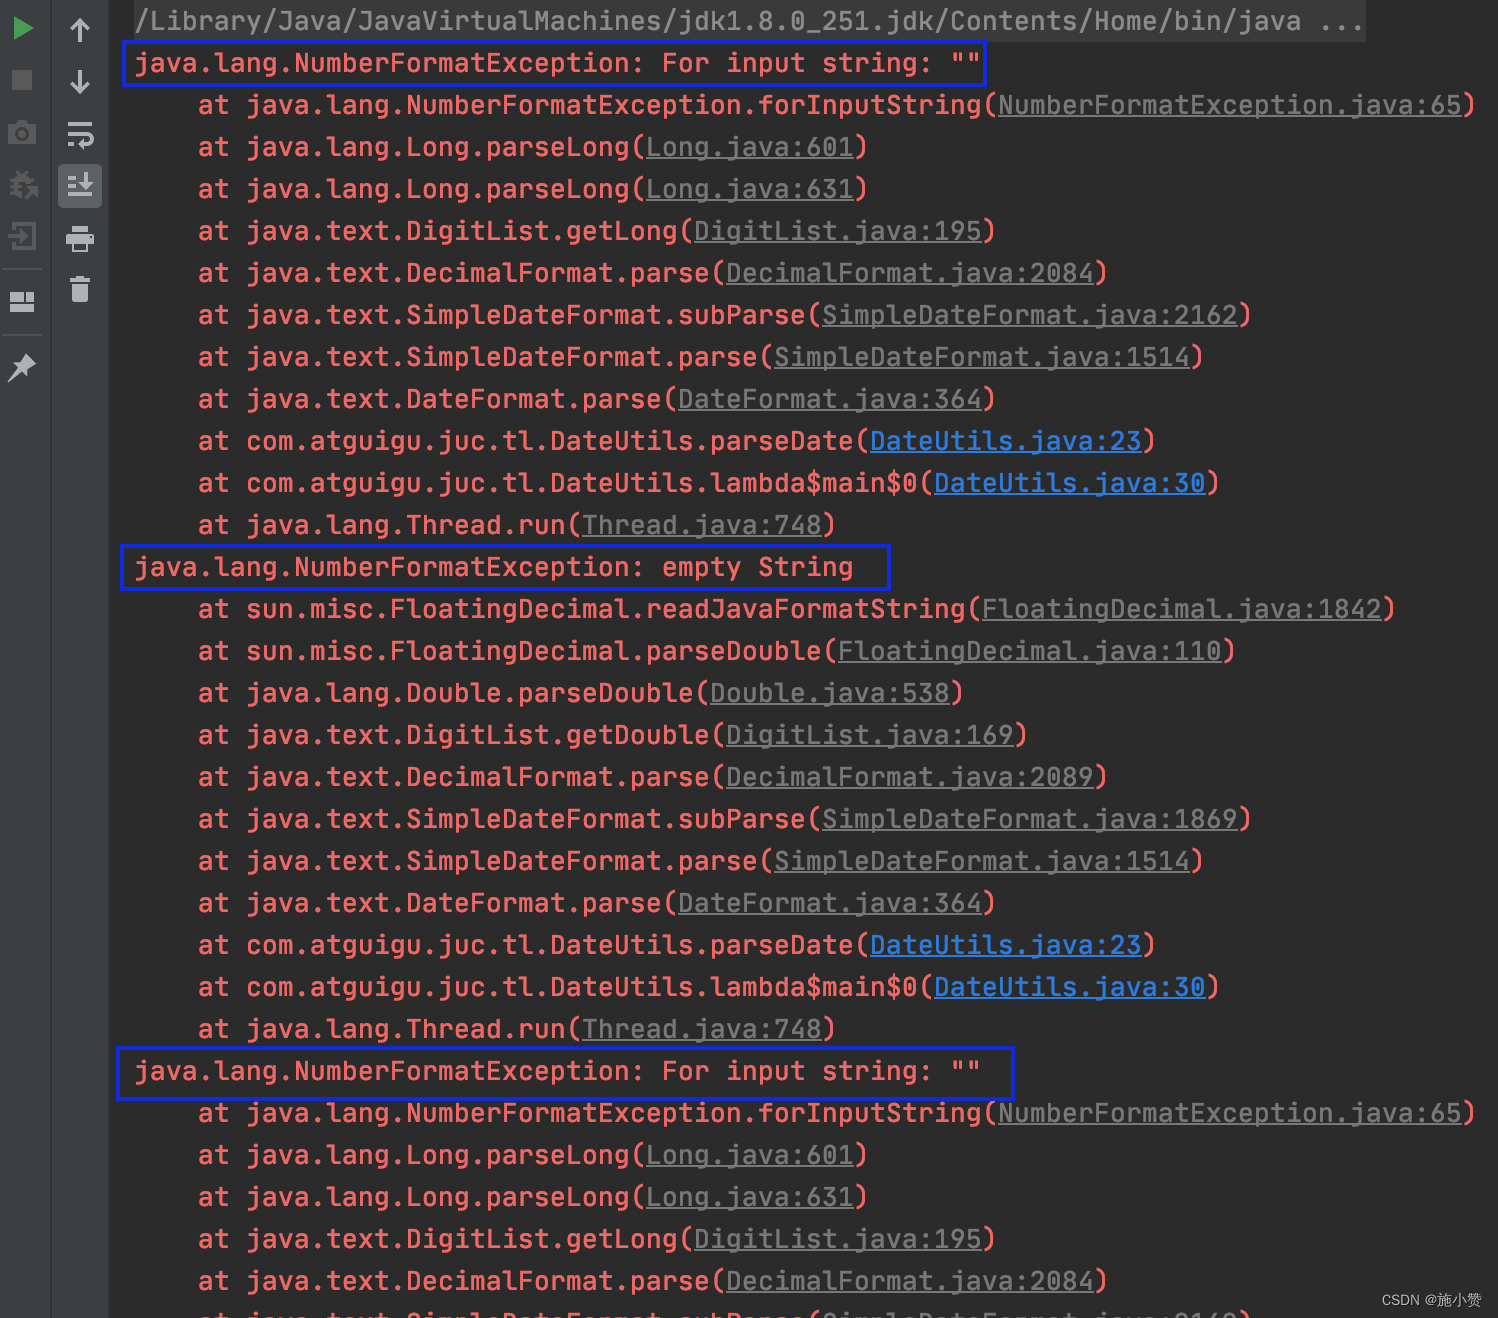 /Library/Java/JavaVirtualMachines/jdk1.8.0_251.jdk/Contents/Home/bin/java ...
java.lang.NumberFormatException: For input string: ""
at java.lang.NumberFormatException.forInputString(NumberFormatException.java:65)
at java.lang.Long.parseLong(Long.java:601)
at java.lang.Long.parseLong(Long.java:631)
at java.text.DigitList.getLong(DigitList.java:195)
at java.text.DecimalFormat.parse(DecimalFormat.java:2084)
at java.text.SimpleDateFormat.subParse(SimpleDateFormat.java:2162)
at java.text.SimpleDateFormat.parse(SimpleDateFormat.java:1514)
at java.text.DateFormat.parse(DateFormat.java:364)
at com.atguigu.juc.tl.DateUtils.parseDate(DateUtils.java:23)
at com.atguigu.juc.tl.DateUtils.lambda$main$0(DateUtils.java:30)
at java.lang.Thread.run(Thread.java:748)
java.lang.NumberFormatException: empty String
at sun.misc.FloatingDecimal.readJavaFormatString(FloatingDecimal.java:1842)
at sun.misc.FloatingDecimal.parseDouble(FloatingDecimal.java:110)
at java.lang.Double.parseDouble(Double.java:538)
at java.text.DigitList.getDouble(DigitList.java:169)
at java.text.DecimalFormat.parse(DecimalFormat.java:2089)
at java.text.SimpleDateFormat.subParse(SimpleDateFormat.java:1869)
at java.text.SimpleDateFormat.parse(SimpleDateFormat.java:1514)
at java.text.DateFormat.parse(DateFormat.java:364)
at com.atguigu.juc.tl.DateUtils.parseDate(DateUtils.java:23)
at com.atguigu.juc.tl.DateUtils.lambda$main$0(DateUtils.java:30)
at java.lang.Thread.run(Thread.java:748)
java.lang.NumberFormatException: For input string: ""
at java.lang.NumberFormatException.forInputString(NumberFormatException.java:65)
at java.lang.Long.parseLong(Long.java:601)
at java.lang.Long.parseLong(Long.java:631)
at java.text.DigitList.getLong(DigitList.java:195)
at java.text.DecimalFormat.parse(DecimalFormat.java:2084)
at java.text.SimpleDateFormat.subParse(SimpleDateFormat.java:2162)
CSDN @施小赞